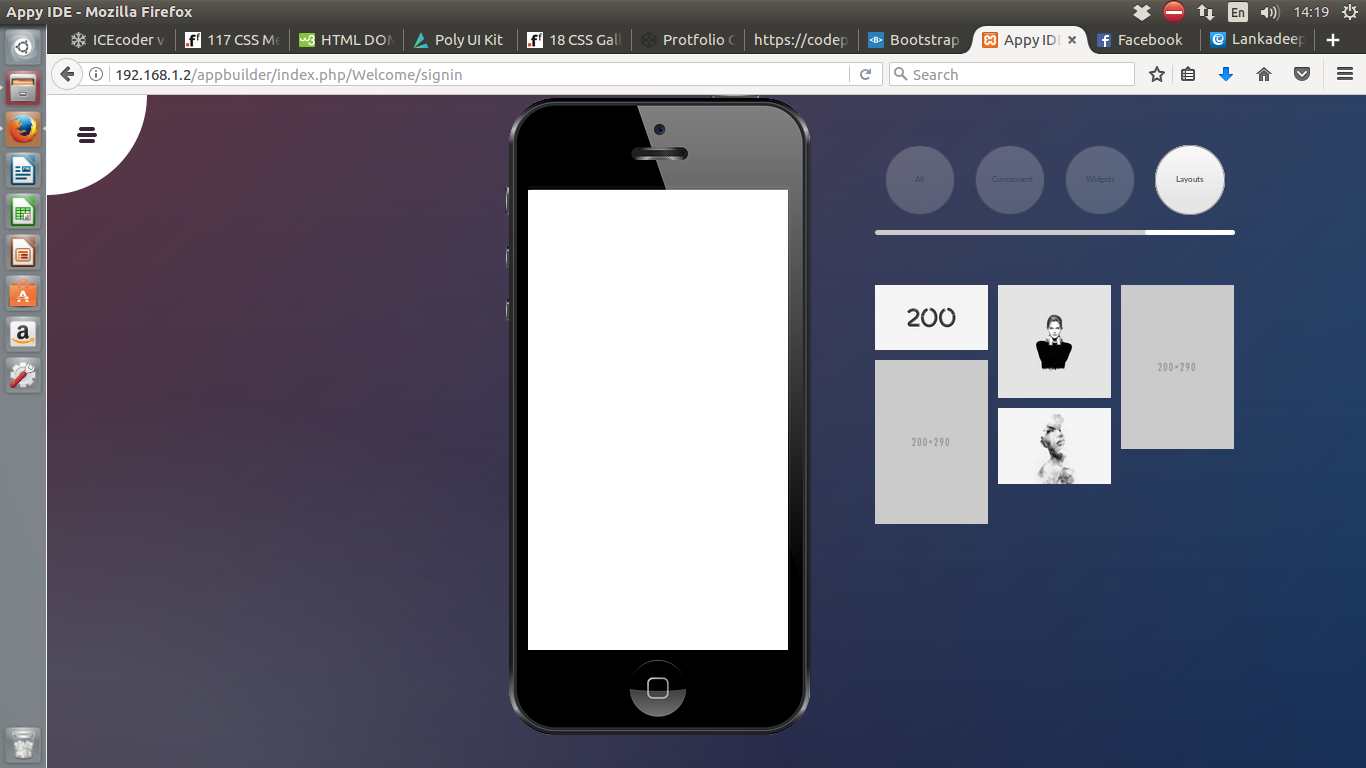 Appy IDE - Mozilla Firefox
En
14:19
ICEcoder v
117 CSS Me
HTML DOM
Poly UI Kit
18 CSS Gall
Protfolio
https://codep
Bootstrap
Appy IDE
Facebook
Lankadeep
192.168.1.2/appbuilder/index.php/Welcome/signin
Search
All
Component
Widgets
Layouts
200
200×290
200×290